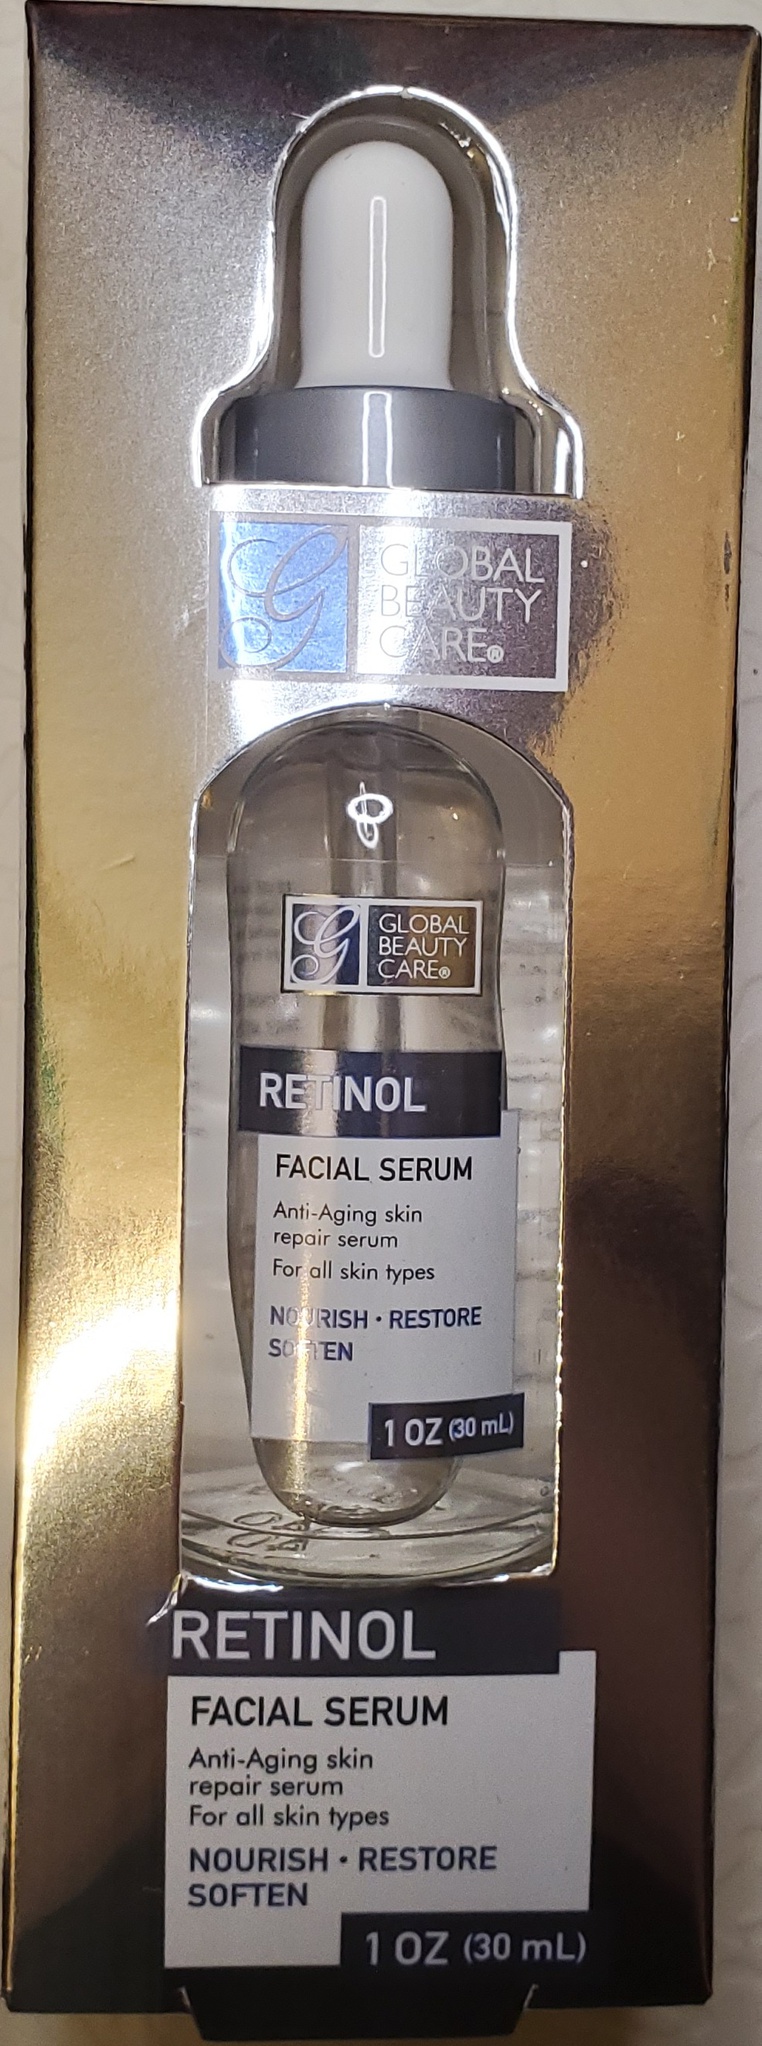 G
GLOBAL
BEAUTY
CARE®
G
GLOBAL
BEAUTY
CARE®
RETINOL
FACIAL SERUM
Anti-Aging skin
repair serum
For all skin types
NOURISH • RESTORE
SOFTEN
1 OZ (30 mL)
RETINOL
FACIAL SERUM
Anti-Aging skin
repair serum
For all skin types
NOURISH • RESTORE
SOFTEN
1 OZ (30 mL)